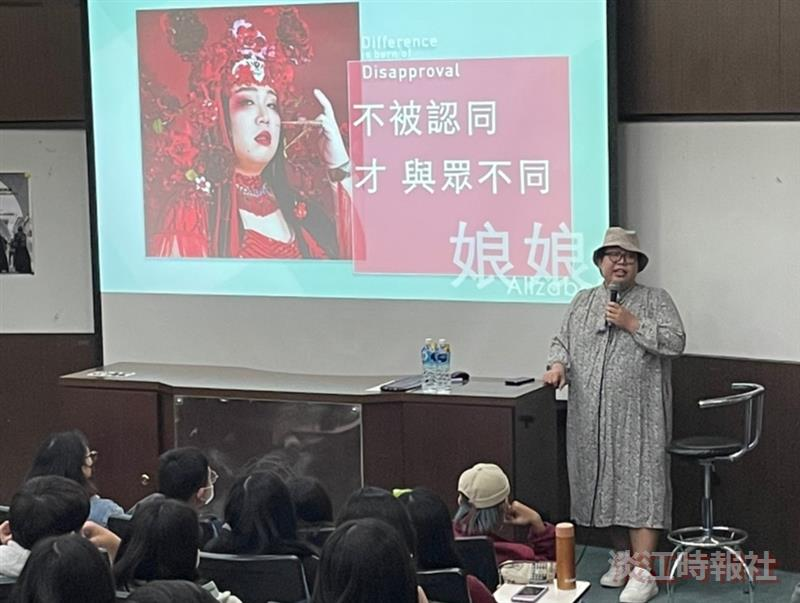 Difference
is born of
Disapproval
不被認同
才 與眾不同
娘娘
Alizab
淡江時報社